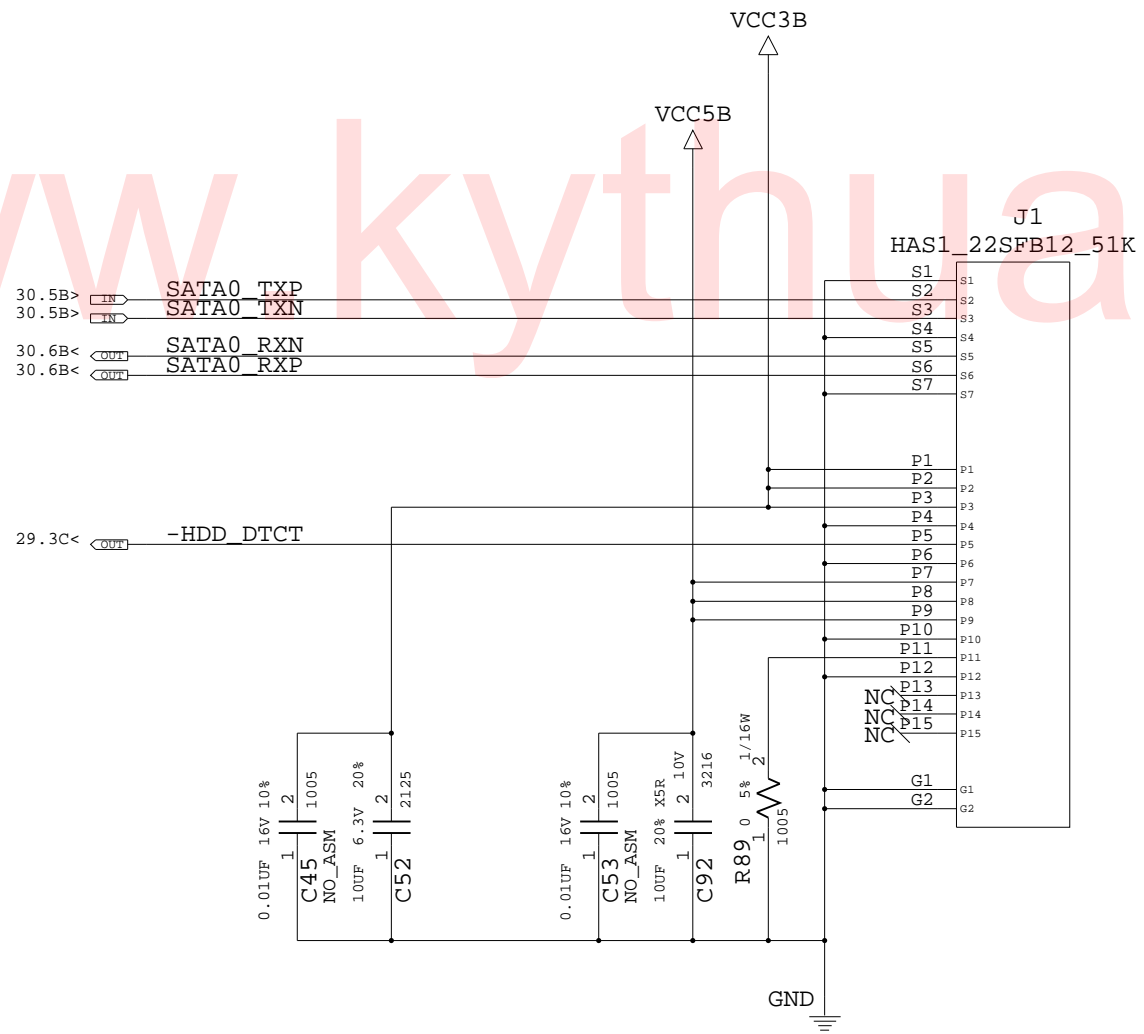 VCC3B
VCC5B
www.kythua
J1
HAS1_22SFB12_51K
30.5B> IN SATA0_TXP
30.5B> IN SATA0_TXN
30.6B< OUT SATA0_RXN
30.6B< OUT SATA0_RXP
S1 S1
S2 S2
S3 S3
S4 S4
S5 S5
S6 S6
S7 S7
P1 P1
P2 P2
P3 P3
P4 P4
29.3C< OUT -HDD_DTCT
P5 P5
P6 P6
P7 P7
P8 P8
P9 P9
P10 P10
P11 P11
P12 P12
NC P13 P13
NC P14 P14
NC P15 P15
G1 G1
G2 G2
0.01UF 16V 10%
1 2
C45 1005
NO_ASM
10UF 6.3V 20%
1 2
C52 2125
0.01UF 16V 10%
1 2
C53 1005
NO_ASM
10UF 20% X5R
10V
1 2
C92 3216
R89 0 5% 1/16W
1 2
1005
GND